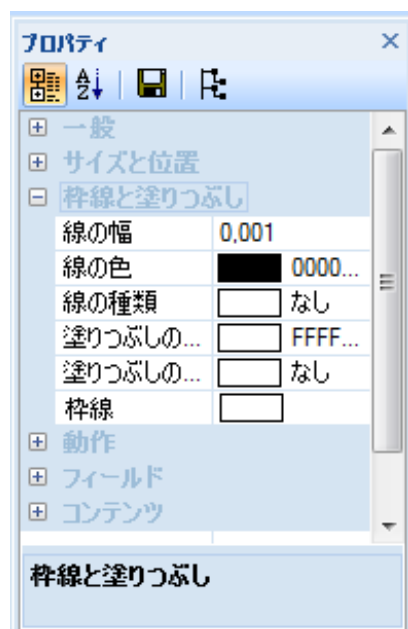 プロパティ
一般
サイズと位置
枠線と塗りつぶし
線の幅 0,001
線の色 0000...
線の種類 なし
塗りつぶしの... FFFF...
塗りつぶしの... なし
枠線
動作
フィールド
コンテンツ
枠線と塗りつぶし